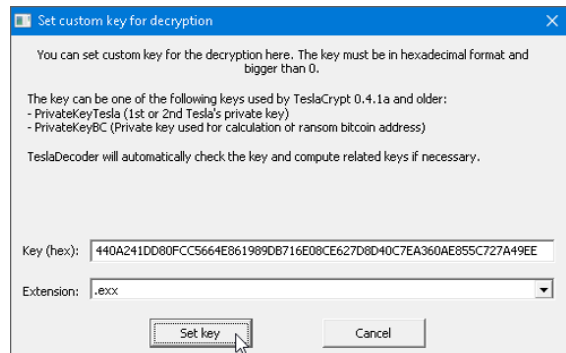 Set custom key for decryption
You can set custom key for the decryption here. The key must be in hexadecimal format and
bigger than 0.
The key can be one of the following keys used by TeslaCrypt 0.4.1a and older:
- PrivateKeyTesla (1st or 2nd Tesla's private key)
- PrivateKeyBC (Private key used for calculation of ransom bitcoin address)
TeslaDecoder will automatically check the key and compute related keys if necessary.
Key (hex): 440A241DD80FCC5664E861989DB716E08CE627D8D40C7EA360AE855C727A49EE
Extension: .exx
Set key Cancel